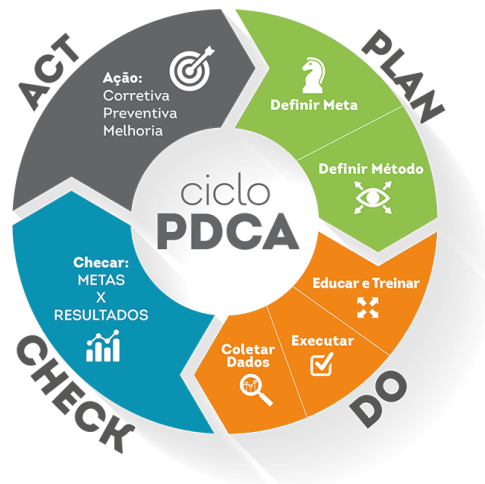 ciclo
PDCA
PLAN
Definir Meta
Definir Método
DO
Educar e Treinar
Executar
Coletar
Dados
CHECK
Checar:
METAS
X
RESULTADOS
ACT
Ação:
Corretiva
Preventiva
Melhoria